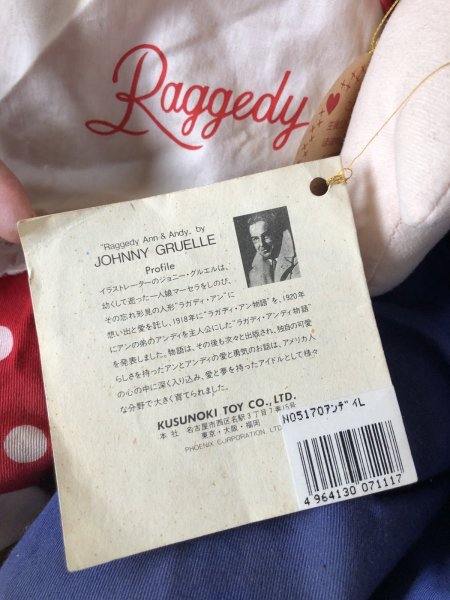 Raggedy
"Raggedy Ann & Andy„ by
JOHNNY GRUELLE
Profile
イラストレーターのジョニー・グルエルは、
幼くして逝った一人娘マーセラをしのび、
その忘れ形見の人形“ラガディ・アン”に
想い出と愛を託し、1918年に“ラガディ・アン物語”を、1920年
にアンの弟のアンディを主人公にした“ラガディ・アンディ物語”
を発表しました。物語は、その後も次々と出版され、独自の可愛
らしさを持ったアンとアンディの愛と勇気のお話は、アメリカ人
の心の中に深く入り込み、愛と夢を持ったアイドルとして様々
な分野で大きく育てられました。
KUSUNOKI TOY CO., LTD.
本社 名古屋市西区名駅3丁目7番15号
東京・大阪・福岡
PHOENIX CORPORATION, LTD
N05170アンディL
4 964130 071117